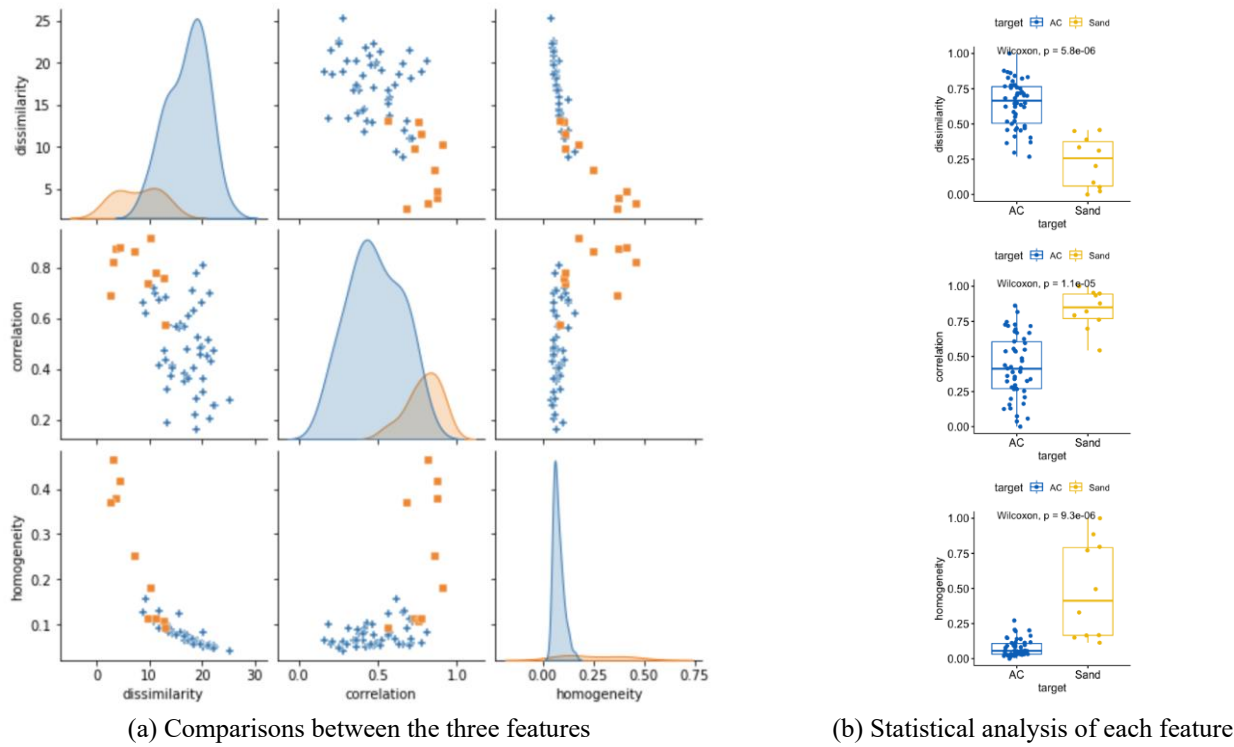 25
20
15
10
5
dissimilarity
0.8
0.6
0.4
0.2
correlation
0.4
0.3
0.2
0.1
homogeneity
0 10 20 30
dissimilarity
0.0 0.5 1.0
correlation
0.00 0.25 0.50 0.75
homogeneity
(a) Comparisons between the three features
target AC Sand
Wilcoxon, p = 5.8e-06
1.00
0.75
0.50
0.25
0.00
dissimilarity
AC Sand
target
target AC Sand
Wilcoxon, p = 1.1e-05
1.00
0.75
0.50
0.25
0.00
correlation
AC Sand
target
target AC Sand
Wilcoxon, p = 9.3e-06
1.00
0.75
0.50
0.25
0.00
homogeneity
AC Sand
target
(b) Statistical analysis of each feature